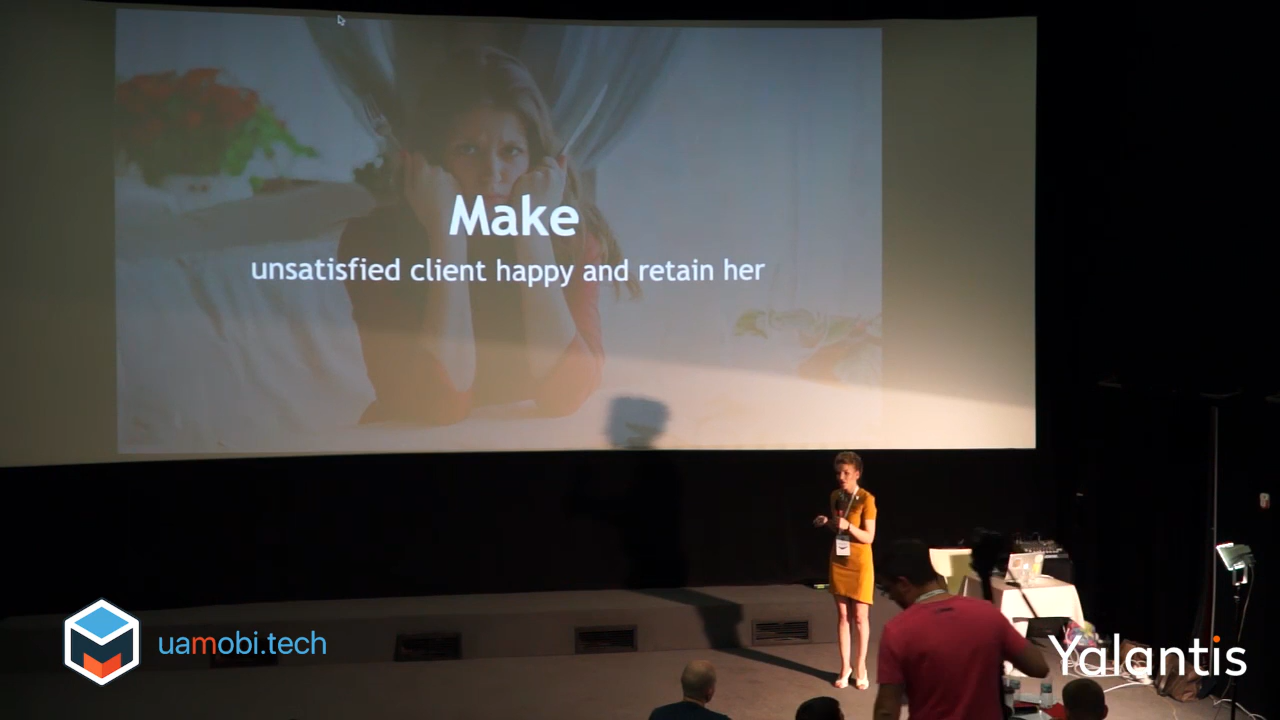 Make
unsatisfied client happy and retain her
uamobi.tech
Yalantis